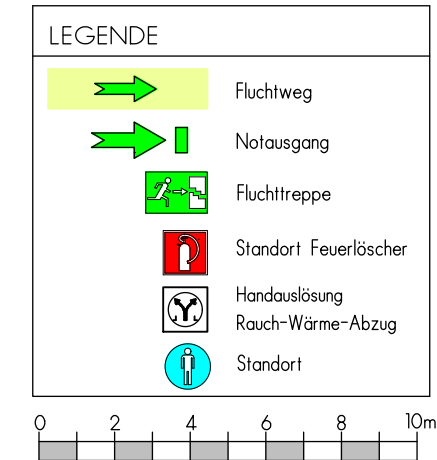 LEGENDE
Fluchtweg
Notausgang
Fluchttreppe
Standort Feuerlöscher
Handauslösung
Rauch-Wärme-Abzug
Standort
0 2 4 6 8 10m